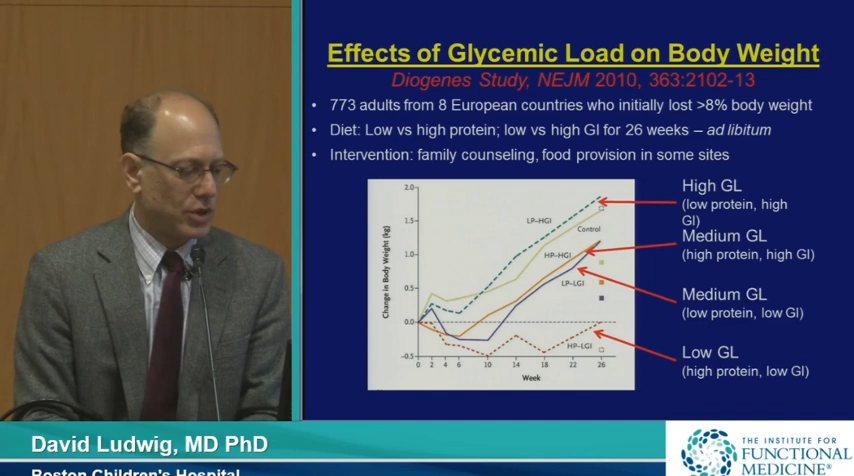 Effects of Glycemic Load on Body Weight
Diogenes Study, NEJM 2010, 363:2102-13
• 773 adults from 8 European countries who initially lost >8% body weight
• Diet: Low vs high protein; low vs high GI for 26 weeks – ad libitum
• Intervention: family counseling, food provision in some sites
Change in Body Weight (kg)
2.0
1.5
1.0
0.5
0.0
−0.5
LP-HGI
Control
HP-HGI
LP-LGI
HP-LGI
0 2 4 6 10 14 18 22 26
Week
High GL
(low protein, high
GI)
Medium GL
(high protein, high GI)
Medium GL
(low protein, low GI)
Low GL
(high protein, low GI)
David Ludwig, MD PhD
Boston Children's Hospital
THE INSTITUTE FOR
FUNCTIONAL
MEDICINE®